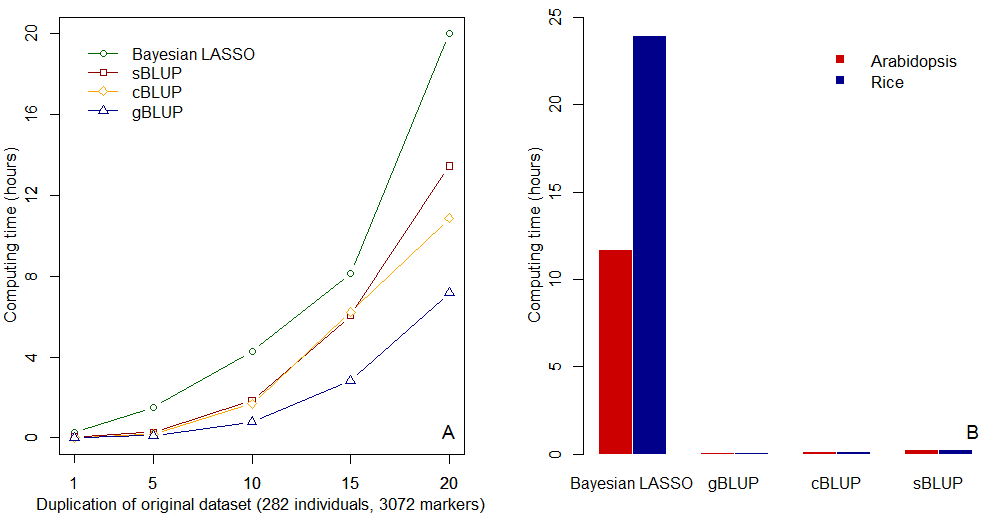 20
16
12
8
4
0
Computing time (hours)
Bayesian LASSO
sBLUP
cBLUP
gBLUP
A
1 5 10 15 20
Duplication of original dataset (282 individuals, 3072 markers)
25
20
15
10
5
0
Computing time (hours)
Arabidopsis
Rice
B
Bayesian LASSO gBLUP cBLUP sBLUP